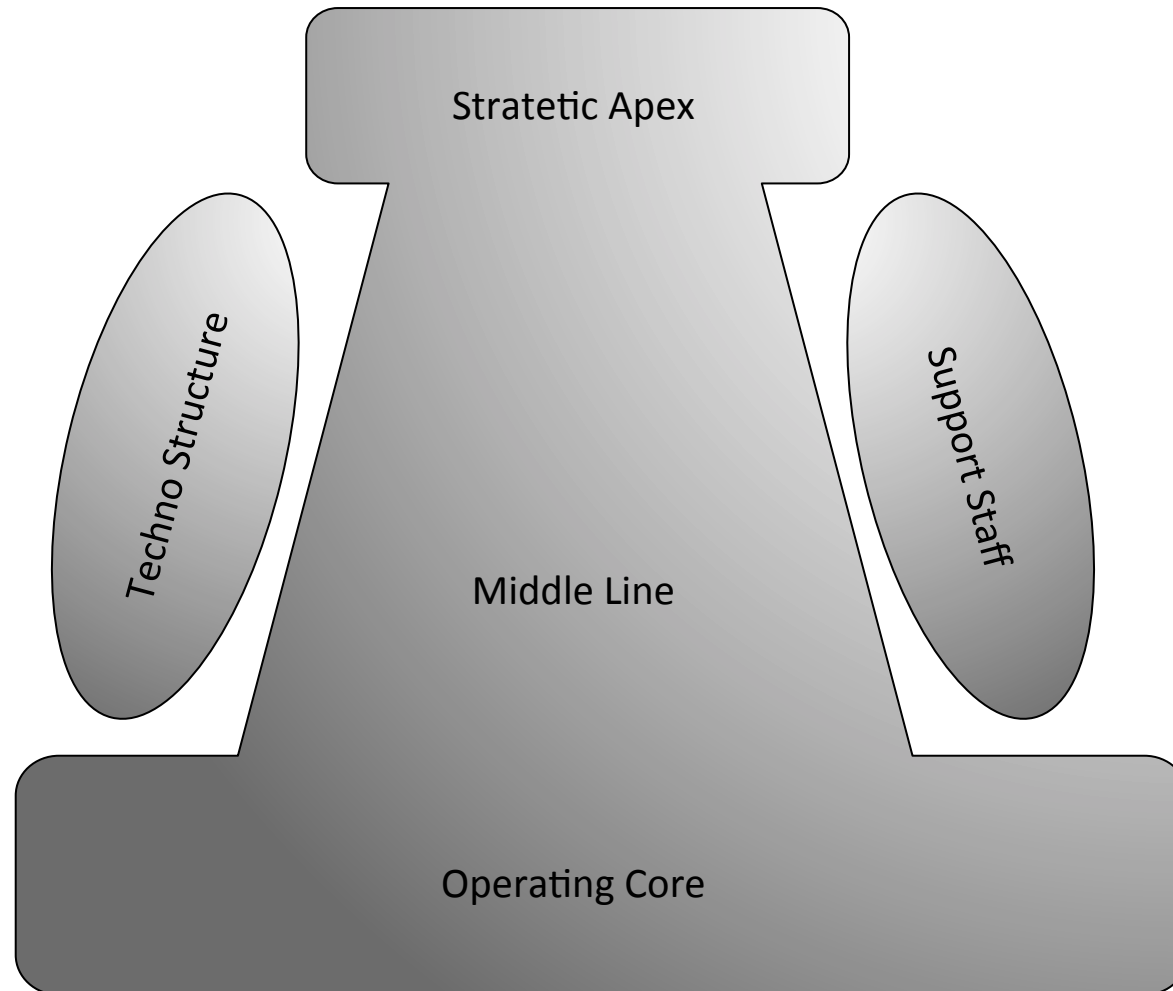 Stratetic Apex
Techno Structure
Support Staff
Middle Line
Operating Core